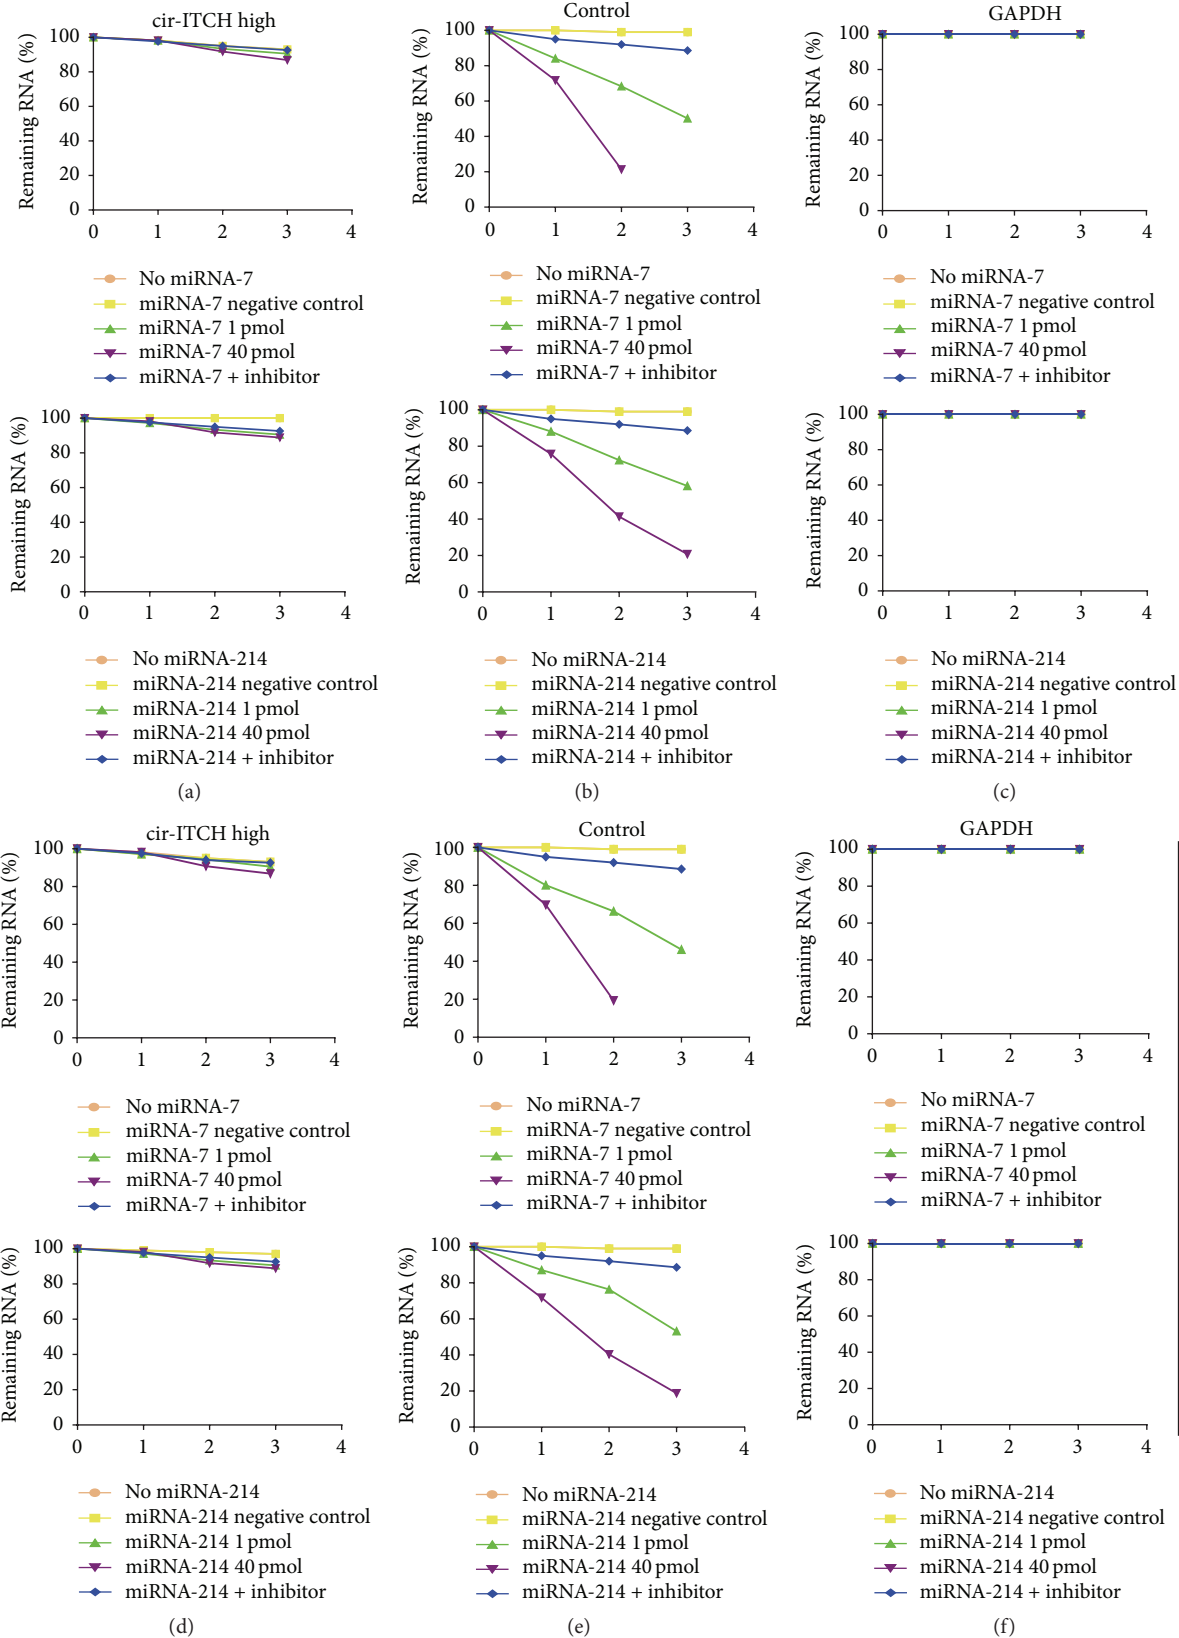 cir-ITCH high
Remaining RNA (%)
100
80
60
40
20
0
0 1 2 3 4
No miRNA-7
miRNA-7 negative control
miRNA-7 1 pmol
miRNA-7 40 pmol
miRNA-7 + inhibitor
Remaining RNA (%)
100
80
60
40
20
0
0 1 2 3 4
No miRNA-214
miRNA-214 negative control
miRNA-214 1 pmol
miRNA-214 40 pmol
miRNA-214 + inhibitor
(a)
Control
Remaining RNA (%)
100
80
60
40
20
0
0 1 2 3 4
No miRNA-7
miRNA-7 negative control
miRNA-7 1 pmol
miRNA-7 40 pmol
miRNA-7 + inhibitor
Remaining RNA (%)
100
80
60
40
20
0
0 1 2 3 4
No miRNA-214
miRNA-214 negative control
miRNA-214 1 pmol
miRNA-214 40 pmol
miRNA-214 + inhibitor
(b)
GAPDH
Remaining RNA (%)
100
80
60
40
20
0
0 1 2 3 4
No miRNA-7
miRNA-7 negative control
miRNA-7 1 pmol
miRNA-7 40 pmol
miRNA-7 + inhibitor
Remaining RNA (%)
100
80
60
40
20
0
0 1 2 3 4
No miRNA-214
miRNA-214 negative control
miRNA-214 1 pmol
miRNA-214 40 pmol
miRNA-214 + inhibitor
(c)
cir-ITCH high
Remaining RNA (%)
100
80
60
40
20
0
0 1 2 3 4
No miRNA-7
miRNA-7 negative control
miRNA-7 1 pmol
miRNA-7 40 pmol
miRNA-7 + inhibitor
Remaining RNA (%)
100
80
60
40
20
0
0 1 2 3 4
No miRNA-214
miRNA-214 negative control
miRNA-214 1 pmol
miRNA-214 40 pmol
miRNA-214 + inhibitor
(d)
Control
Remaining RNA (%)
100
80
60
40
20
0
0 1 2 3 4
No miRNA-7
miRNA-7 negative control
miRNA-7 1 pmol
miRNA-7 40 pmol
miRNA-7 + inhibitor
Remaining RNA (%)
100
80
60
40
20
0
0 1 2 3 4
No miRNA-214
miRNA-214 negative control
miRNA-214 1 pmol
miRNA-214 40 pmol
miRNA-214 + inhibitor
(e)
GAPDH
Remaining RNA (%)
100
80
60
40
20
0
0 1 2 3 4
No miRNA-7
miRNA-7 negative control
miRNA-7 1 pmol
miRNA-7 40 pmol
miRNA-7 + inhibitor
Remaining RNA (%)
100
80
60
40
20
0
0 1 2 3 4
No miRNA-214
miRNA-214 negative control
miRNA-214 1 pmol
miRNA-214 40 pmol
miRNA-214 + inhibitor
(f)